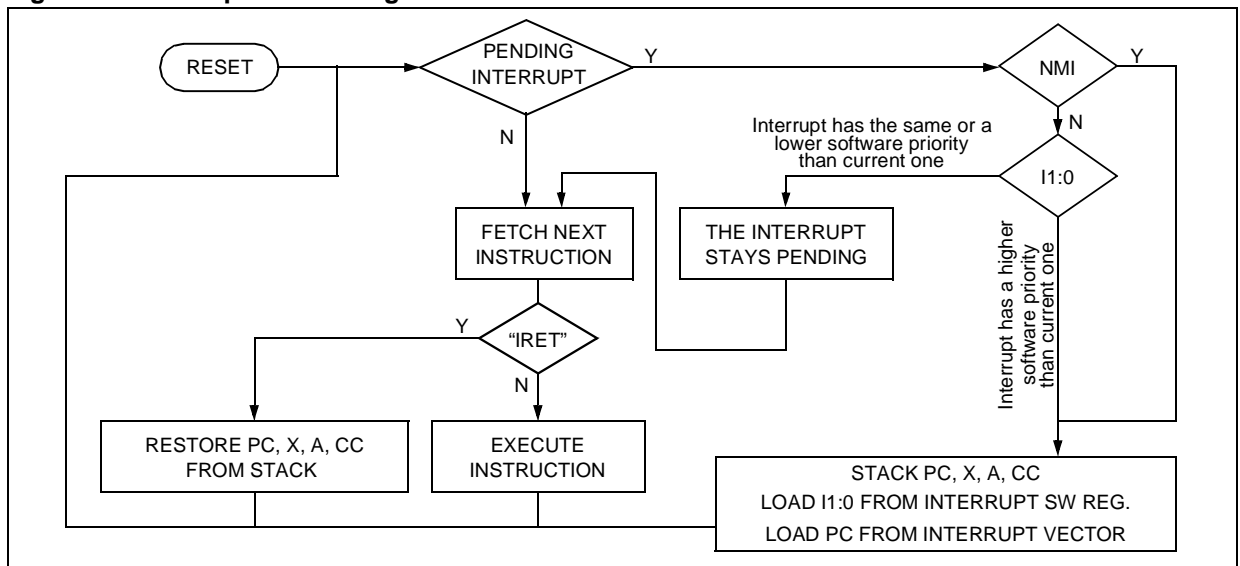 RESET
PENDING
INTERRUPT
Y
NMI
Y
N
N
Interrupt has the same or a
lower software priority
than current one
I1:0
FETCH NEXT
INSTRUCTION
THE INTERRUPT
STAYS PENDING
Interrupt has a higher
software priority
than current one
Y
“IRET”
N
RESTORE PC, X, A, CC
FROM STACK
EXECUTE
INSTRUCTION
STACK PC, X, A, CC
LOAD I1:0 FROM INTERRUPT SW REG.
LOAD PC FROM INTERRUPT VECTOR